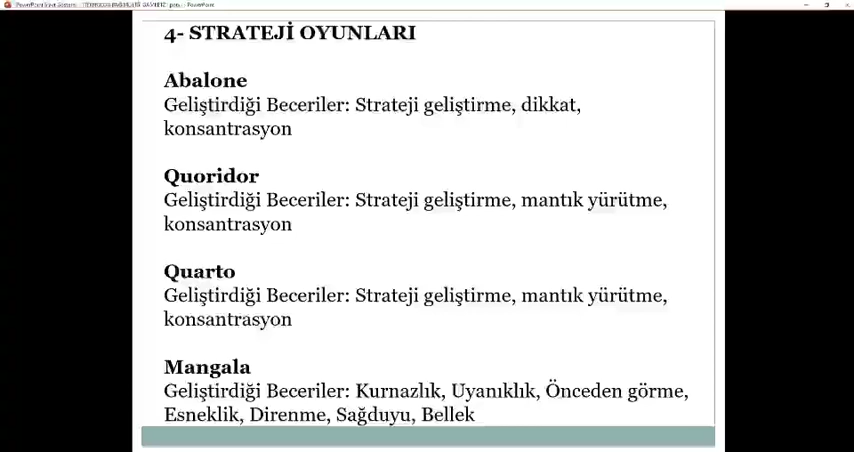 4- STRATEJİ OYUNLARI
Abalone
Geliştirdiği Beceriler: Strateji geliştirme, dikkat,
konsantrasyon
Quoridor
Geliştirdiği Beceriler: Strateji geliştirme, mantık yürütme,
konsantrasyon
Quarto
Geliştirdiği Beceriler: Strateji geliştirme, mantık yürütme,
konsantrasyon
Mangala
Geliştirdiği Beceriler: Kurnazlık, Uyanıklık, Önceden görme,
Esneklik, Direnme, Sağduyu, Bellek